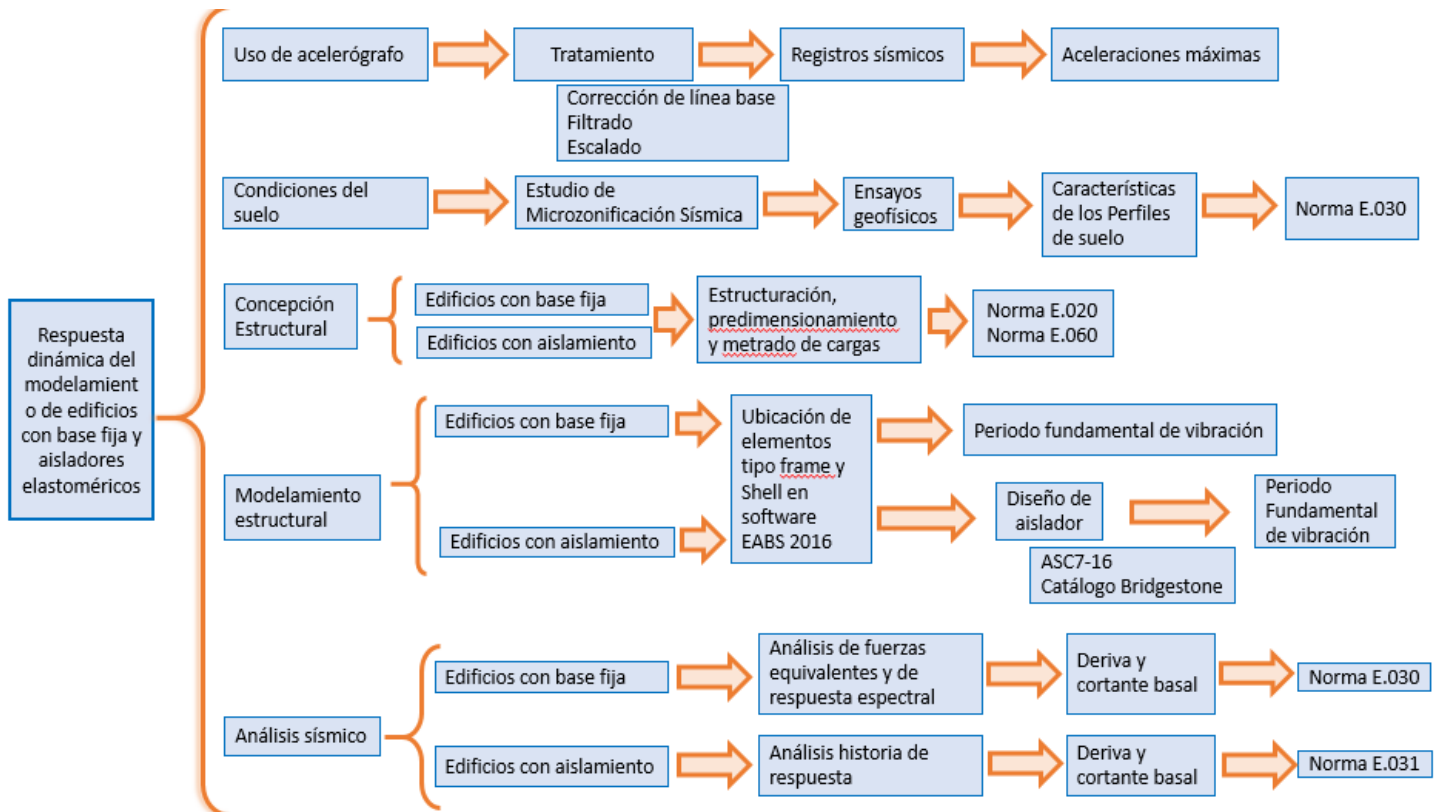 Uso de acelerógrafo
Tratamiento
Registros sísmicos
Aceleraciones máximas
Corrección de línea base
Filtrado
Escalado
Condiciones del
suelo
Estudio de
Microzonificación Sísmica
Ensayos
geofísicos
Características
de los Perfiles
de suelo
Norma E.030
Respuesta
dinámica del
modelamient
o de edificios
con base fija y
aisladores
elastoméricos
Concepción
Estructural
Edificios con base fija
Edificios con aislamiento
Estructuración,
predimensionamiento
y metrado de cargas
Norma E.020
Norma E.060
Modelamiento
estructural
Edificios con base fija
Edificios con aislamiento
Ubicación de
elementos
tipo frame y
Shell en
software
EABS 2016
Periodo fundamental de vibración
Diseño de
aislador
ASC7-16
Catálogo Bridgestone
Periodo
Fundamental
de vibración
Análisis sísmico
Edificios con base fija
Análisis de fuerzas
equivalentes y de
respuesta espectral
Deriva y
cortante basal
Norma E.030
Edificios con aislamiento
Análisis historia de
respuesta
Deriva y
cortante basal
Norma E.031